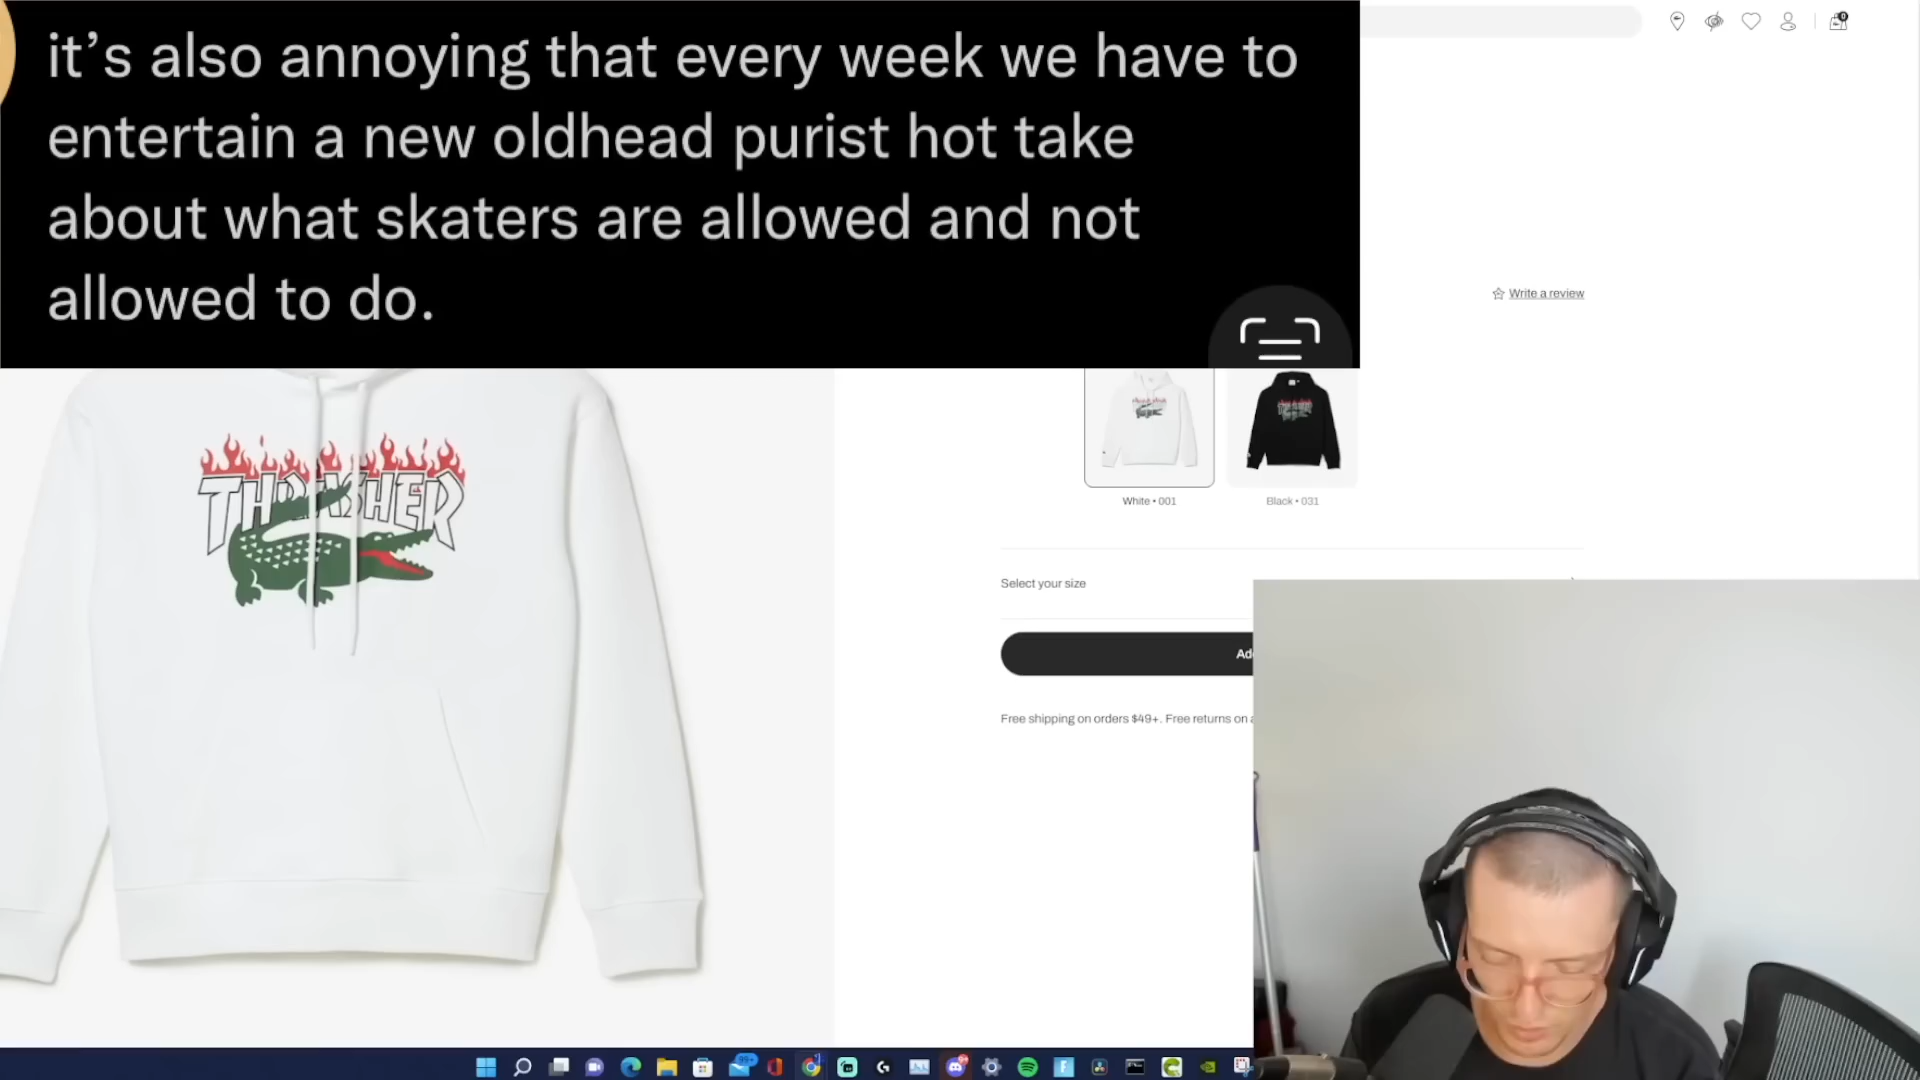 it’s also annoying that every week we have to
entertain a new oldhead purist hot take
about what skaters are allowed and not
allowed to do.
0
Write a review
THRASHER
White • 001
Black • 031
Select your size
Free shipping on orders $49+. Free returns on
99+